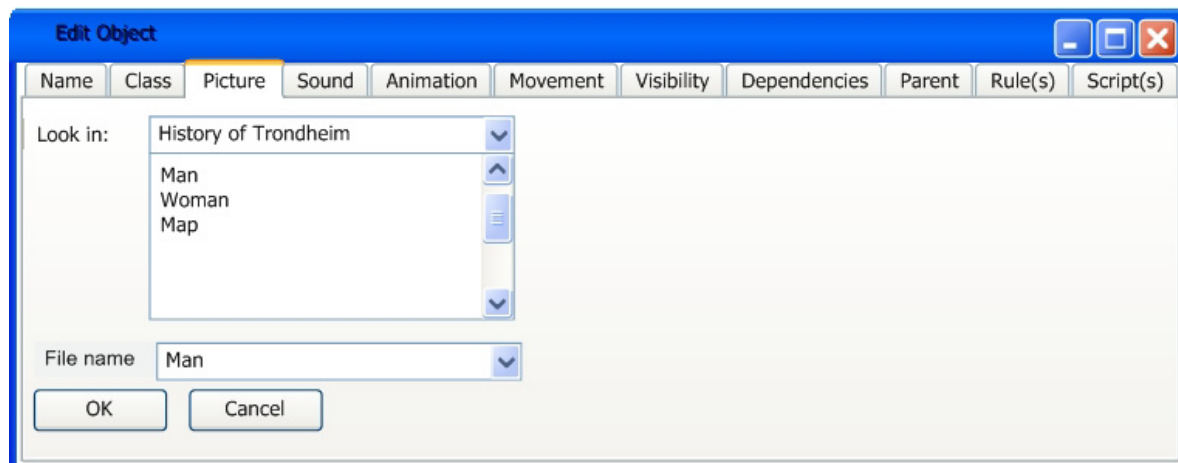 Edit Object
Name Class Picture Sound Animation Movement Visibility Dependencies Parent Rule(s) Script(s)
Look in: History of Trondheim
Man
Woman
Map
File name Man
OK Cancel